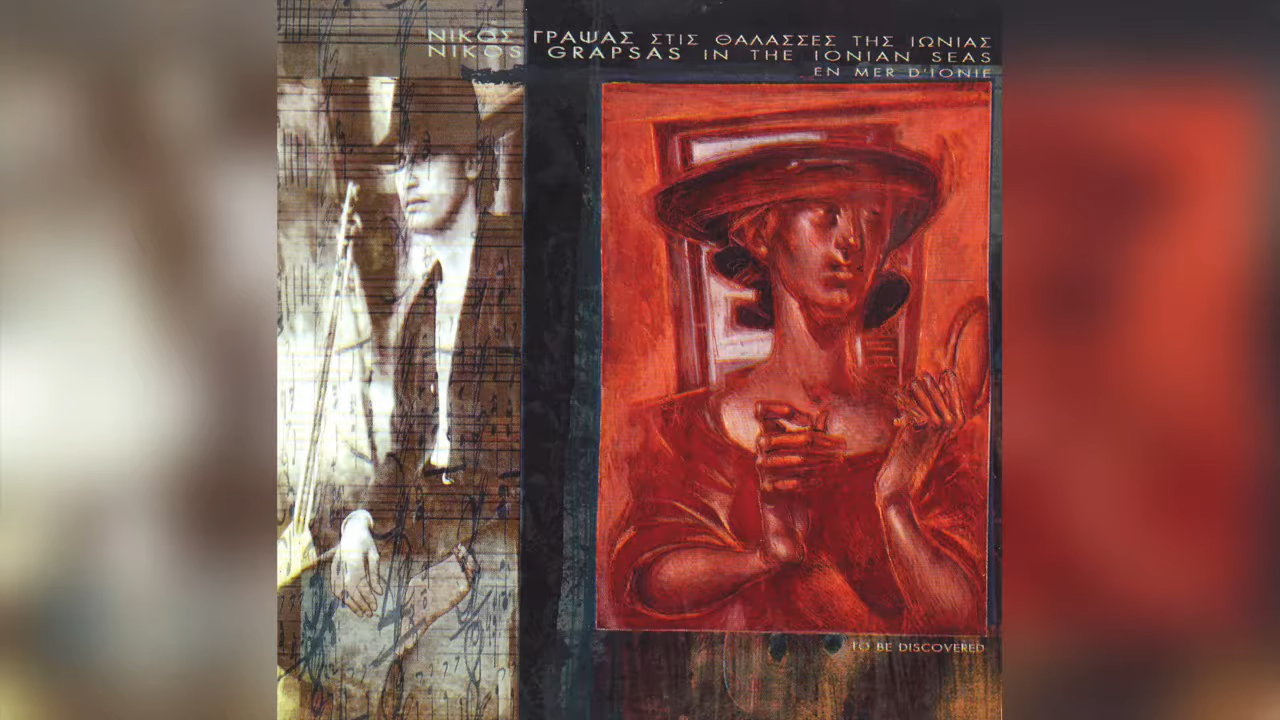 ΝΙΚΟΣ ΓΡΑΨΑΣ ΣΤΙΣ ΘΑΛΑΣΣΕΣ ΤΗΣ ΙΩΝΙΑΣ
NIKOS GRAPSAS IN THE IONIAN SEAS
EN MER D'IONIE
TO BE DISCOVERED